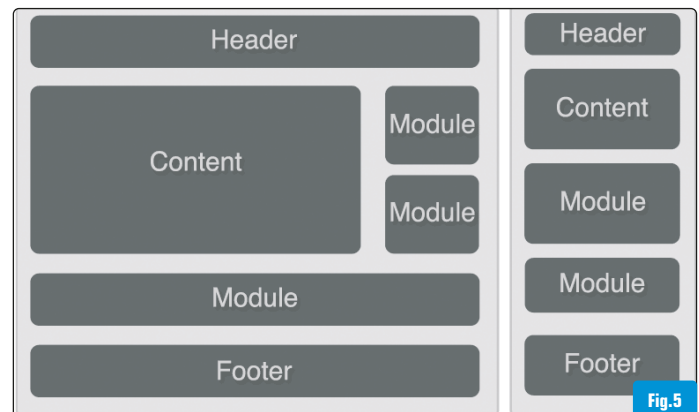 Header
Content
Module
Module
Module
Footer
Header
Content
Module
Module
Footer
Fig.5